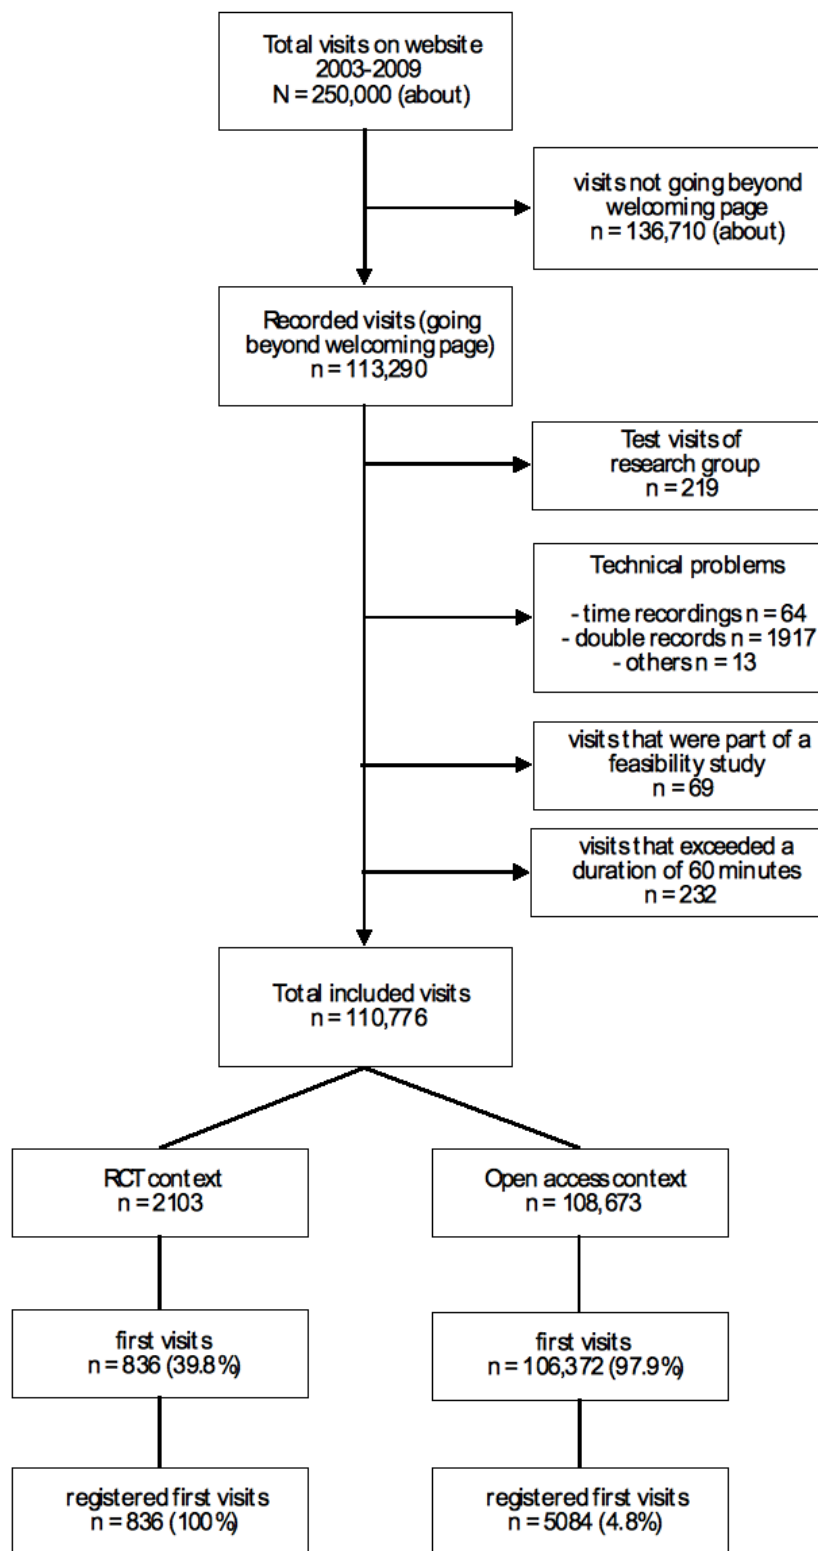 Total visits on website
2003-2009
N = 250,000 (about)
visits not going beyond
welcoming page
n = 136,710 (about)
Recorded visits (going
beyond welcoming page)
n = 113,290
Test visits of
research group
n = 219
Technical problems
- time recordings n = 64
- double records n = 1917
- others n = 13
visits that were part of a
feasibility study
n = 69
visits that exceeded a
duration of 60 minutes
n = 232
Total included visits
n = 110,776
RCT context
n = 2103
Open access context
n = 108,673
first visits
n = 836 (39.8%)
first visits
n = 106,372 (97.9%)
registered first visits
n = 836 (100%)
registered first visits
n = 5084 (4.8%)